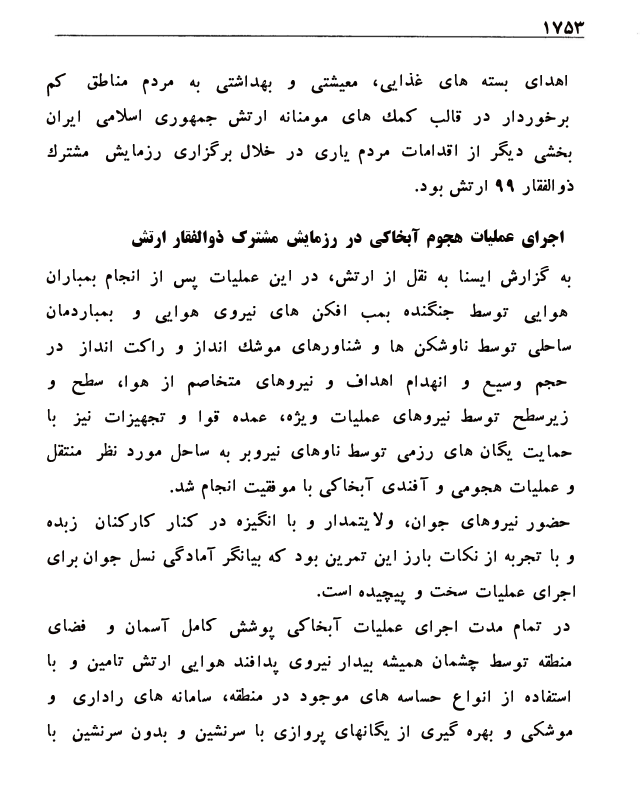 ۱۷۵۳
اهدای بسته های غذایی، معیشتی و بهداشتی به مردم مناطق کم
برخوردار در قالب کمك های مومنانه ارتش جمهوری اسلامی ایران
بخشی دیگر از اقدامات مردم یاری در خلال برگزاری رزمایش مشترك
ذوالفقار ۹۹ ارتش بود.
اجرای عملیات هجوم آبخاکی در رزمایش مشترک ذوالفقار ارتش
به گزارش ایسنا به نقل از ارتش، در این عملیات پس از انجام بمباران
هوایی توسط جنگنده بمب افکن های نیروی هوایی و بمباردمان
ساحلی توسط ناوشکن ها و شناورهای موشك انداز و راکت انداز در
حجم وسیع و انهدام اهداف و نیروهای متخاصم از هوا، سطح و
زیرسطح توسط نیروهای عملیات ویژه، عمده قوا و تجهیزات نیز با
حمایت یگان های رزمی توسط ناوهای نیروبر به ساحل مورد نظر منتقل
و عملیات هجومی و آفندی آبخاکی با موفقیت انجام شد.
حضور نیروهای جوان، ولایتمدار و با انگیزه در کنار کارکنان زبده
و با تجربه از نکات بارز این تمرین بود که بیانگر آمادگی نسل جوان برای
اجرای عملیات سخت و پیچیده است.
در تمام مدت اجرای عملیات آبخاکی پوشش کامل آسمان و فضای
منطقه توسط چشمان همیشه بیدار نیروی پدافند هوایی ارتش تامین و با
استفاده از انواع حساسه های موجود در منطقه، سامانه های راداری و
موشکی و بهره گیری از یگانهای پروازی با سرنشین و بدون سرنشین با